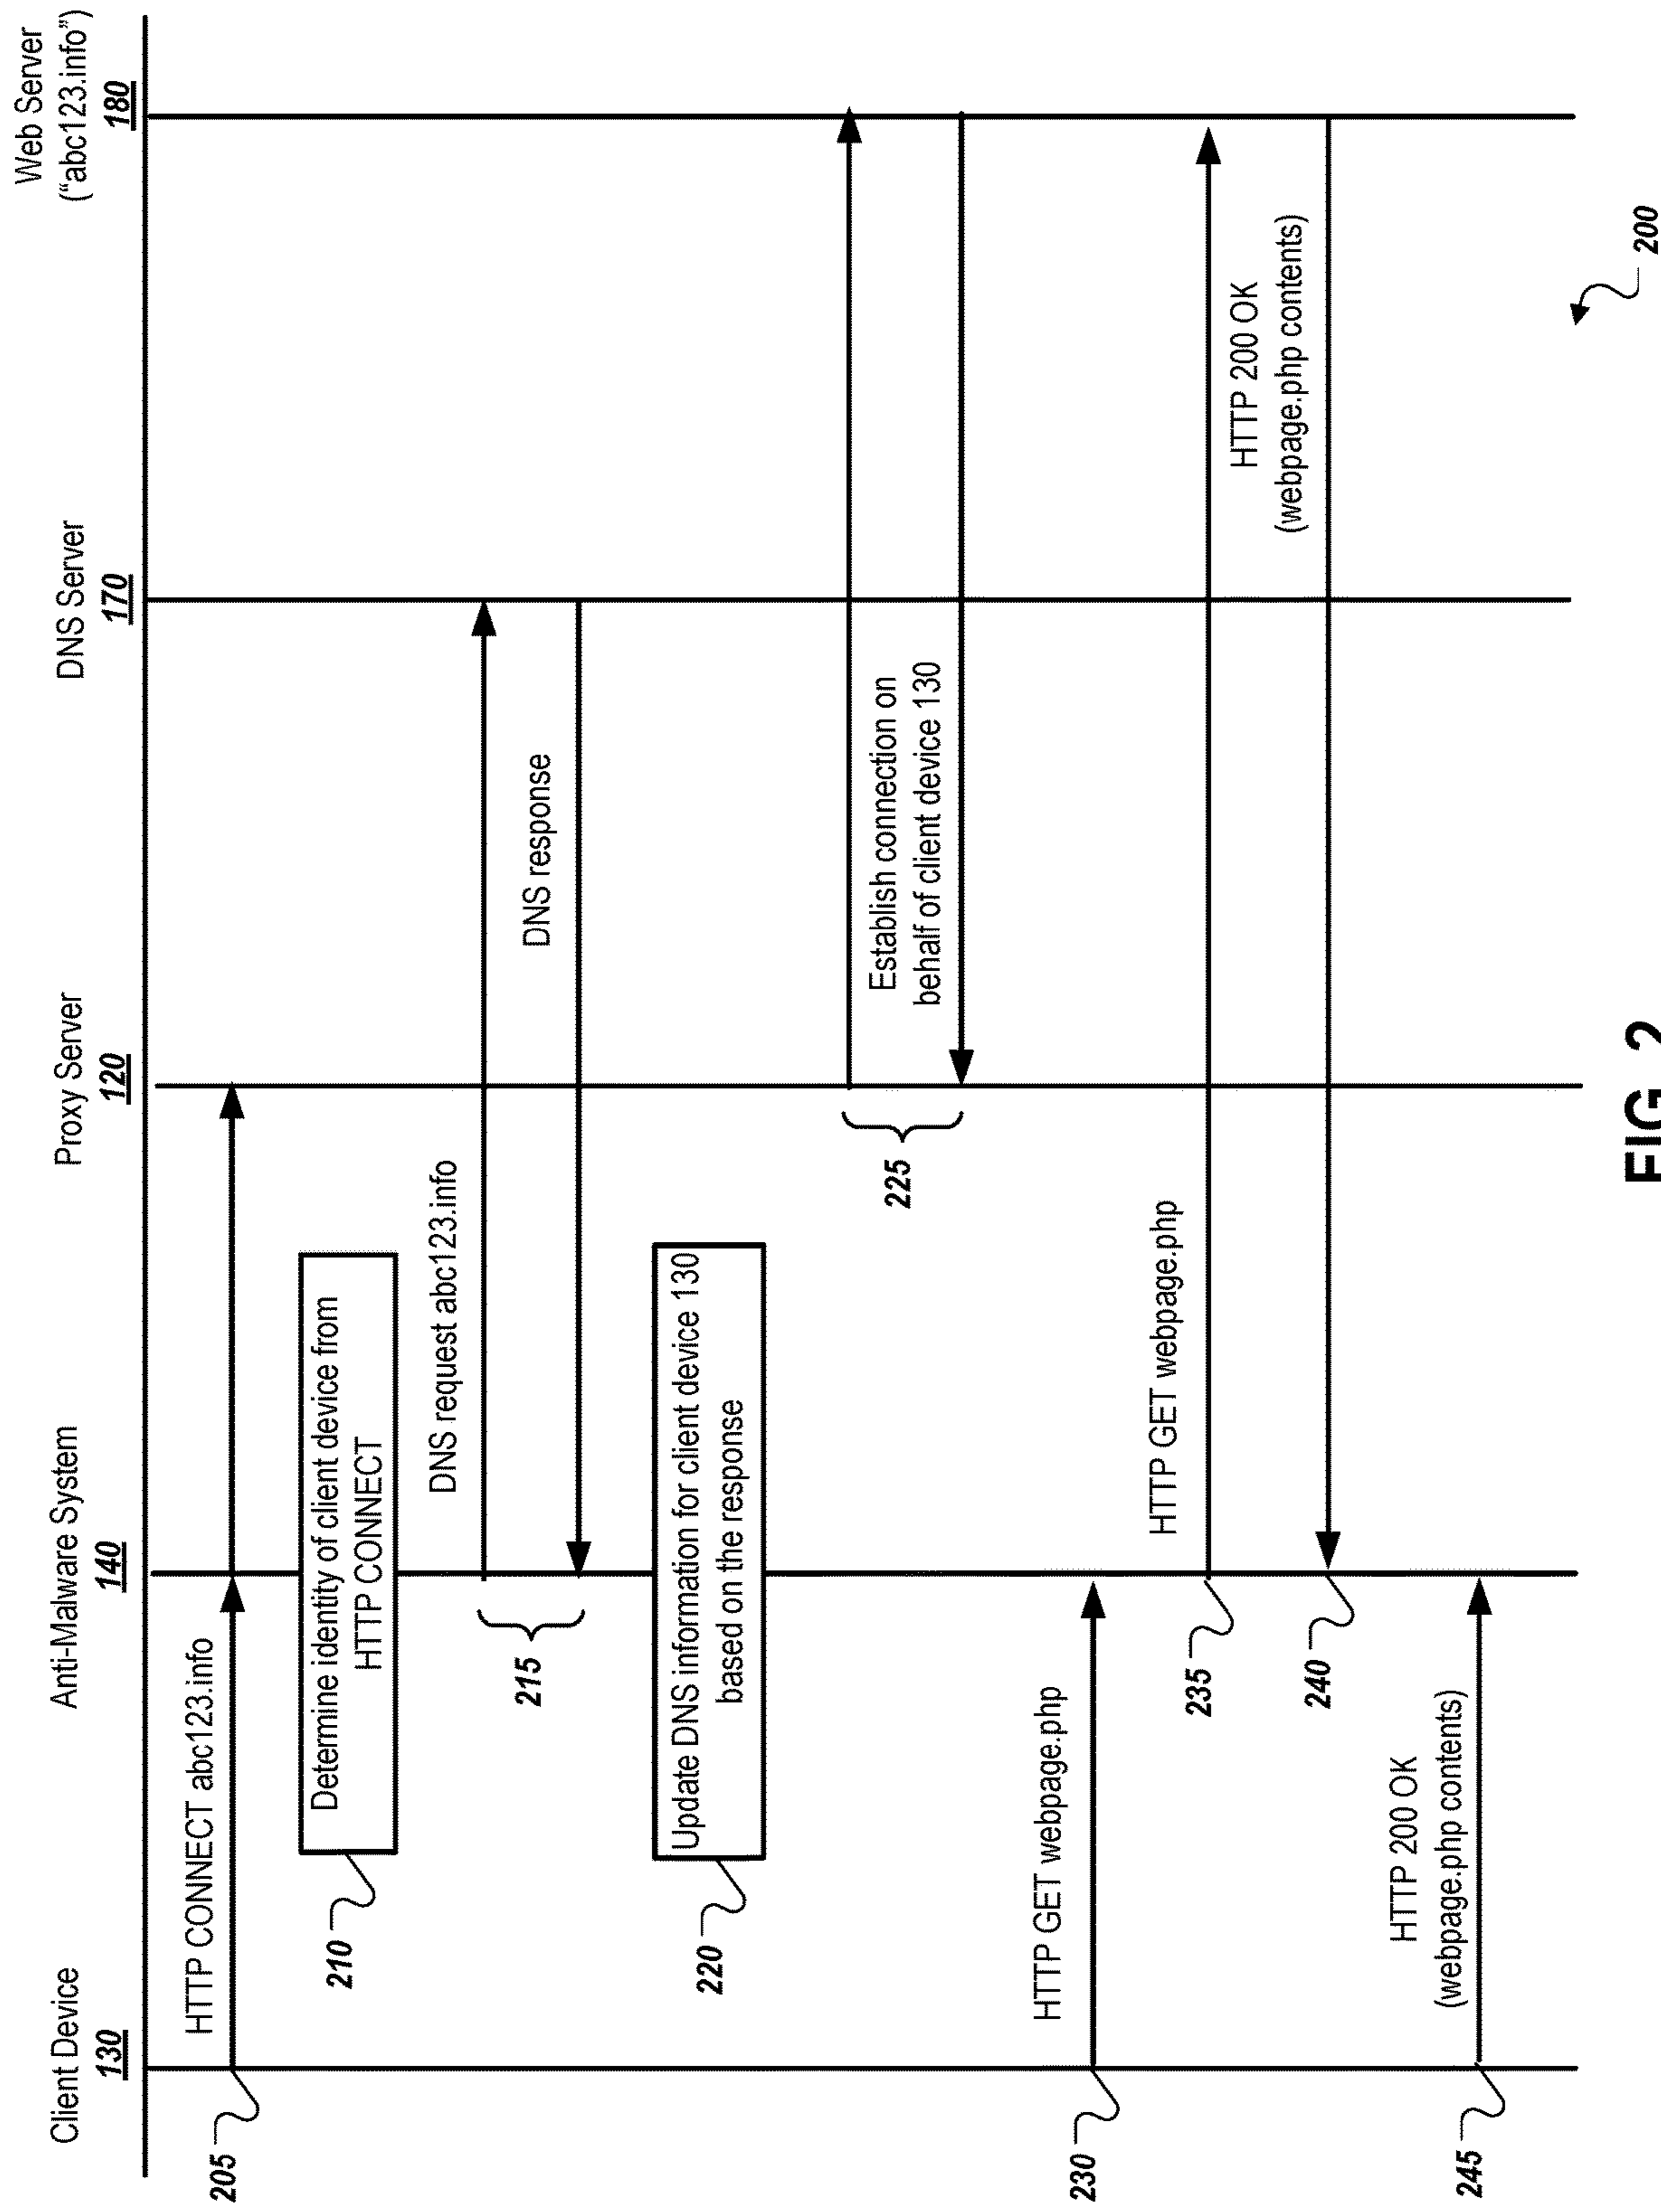 Client Device
130
Anti-Malware System
140
Proxy Server
120
DNS Server
170
Web Server
("abc123.info")
180
205
HTTP CONNECT abc123.info
210
Determine identity of client device from
HTTP CONNECT
DNS request abc123.info
215
DNS response
220
Update DNS information for client device 130
based on the response
225
Establish connection on
behalf of client device 130
230
HTTP GET webpage.php
235
HTTP GET webpage.php
240
HTTP 200 OK
(webpage.php contents)
245
HTTP 200 OK
(webpage.php contents)
200
FIG. 2